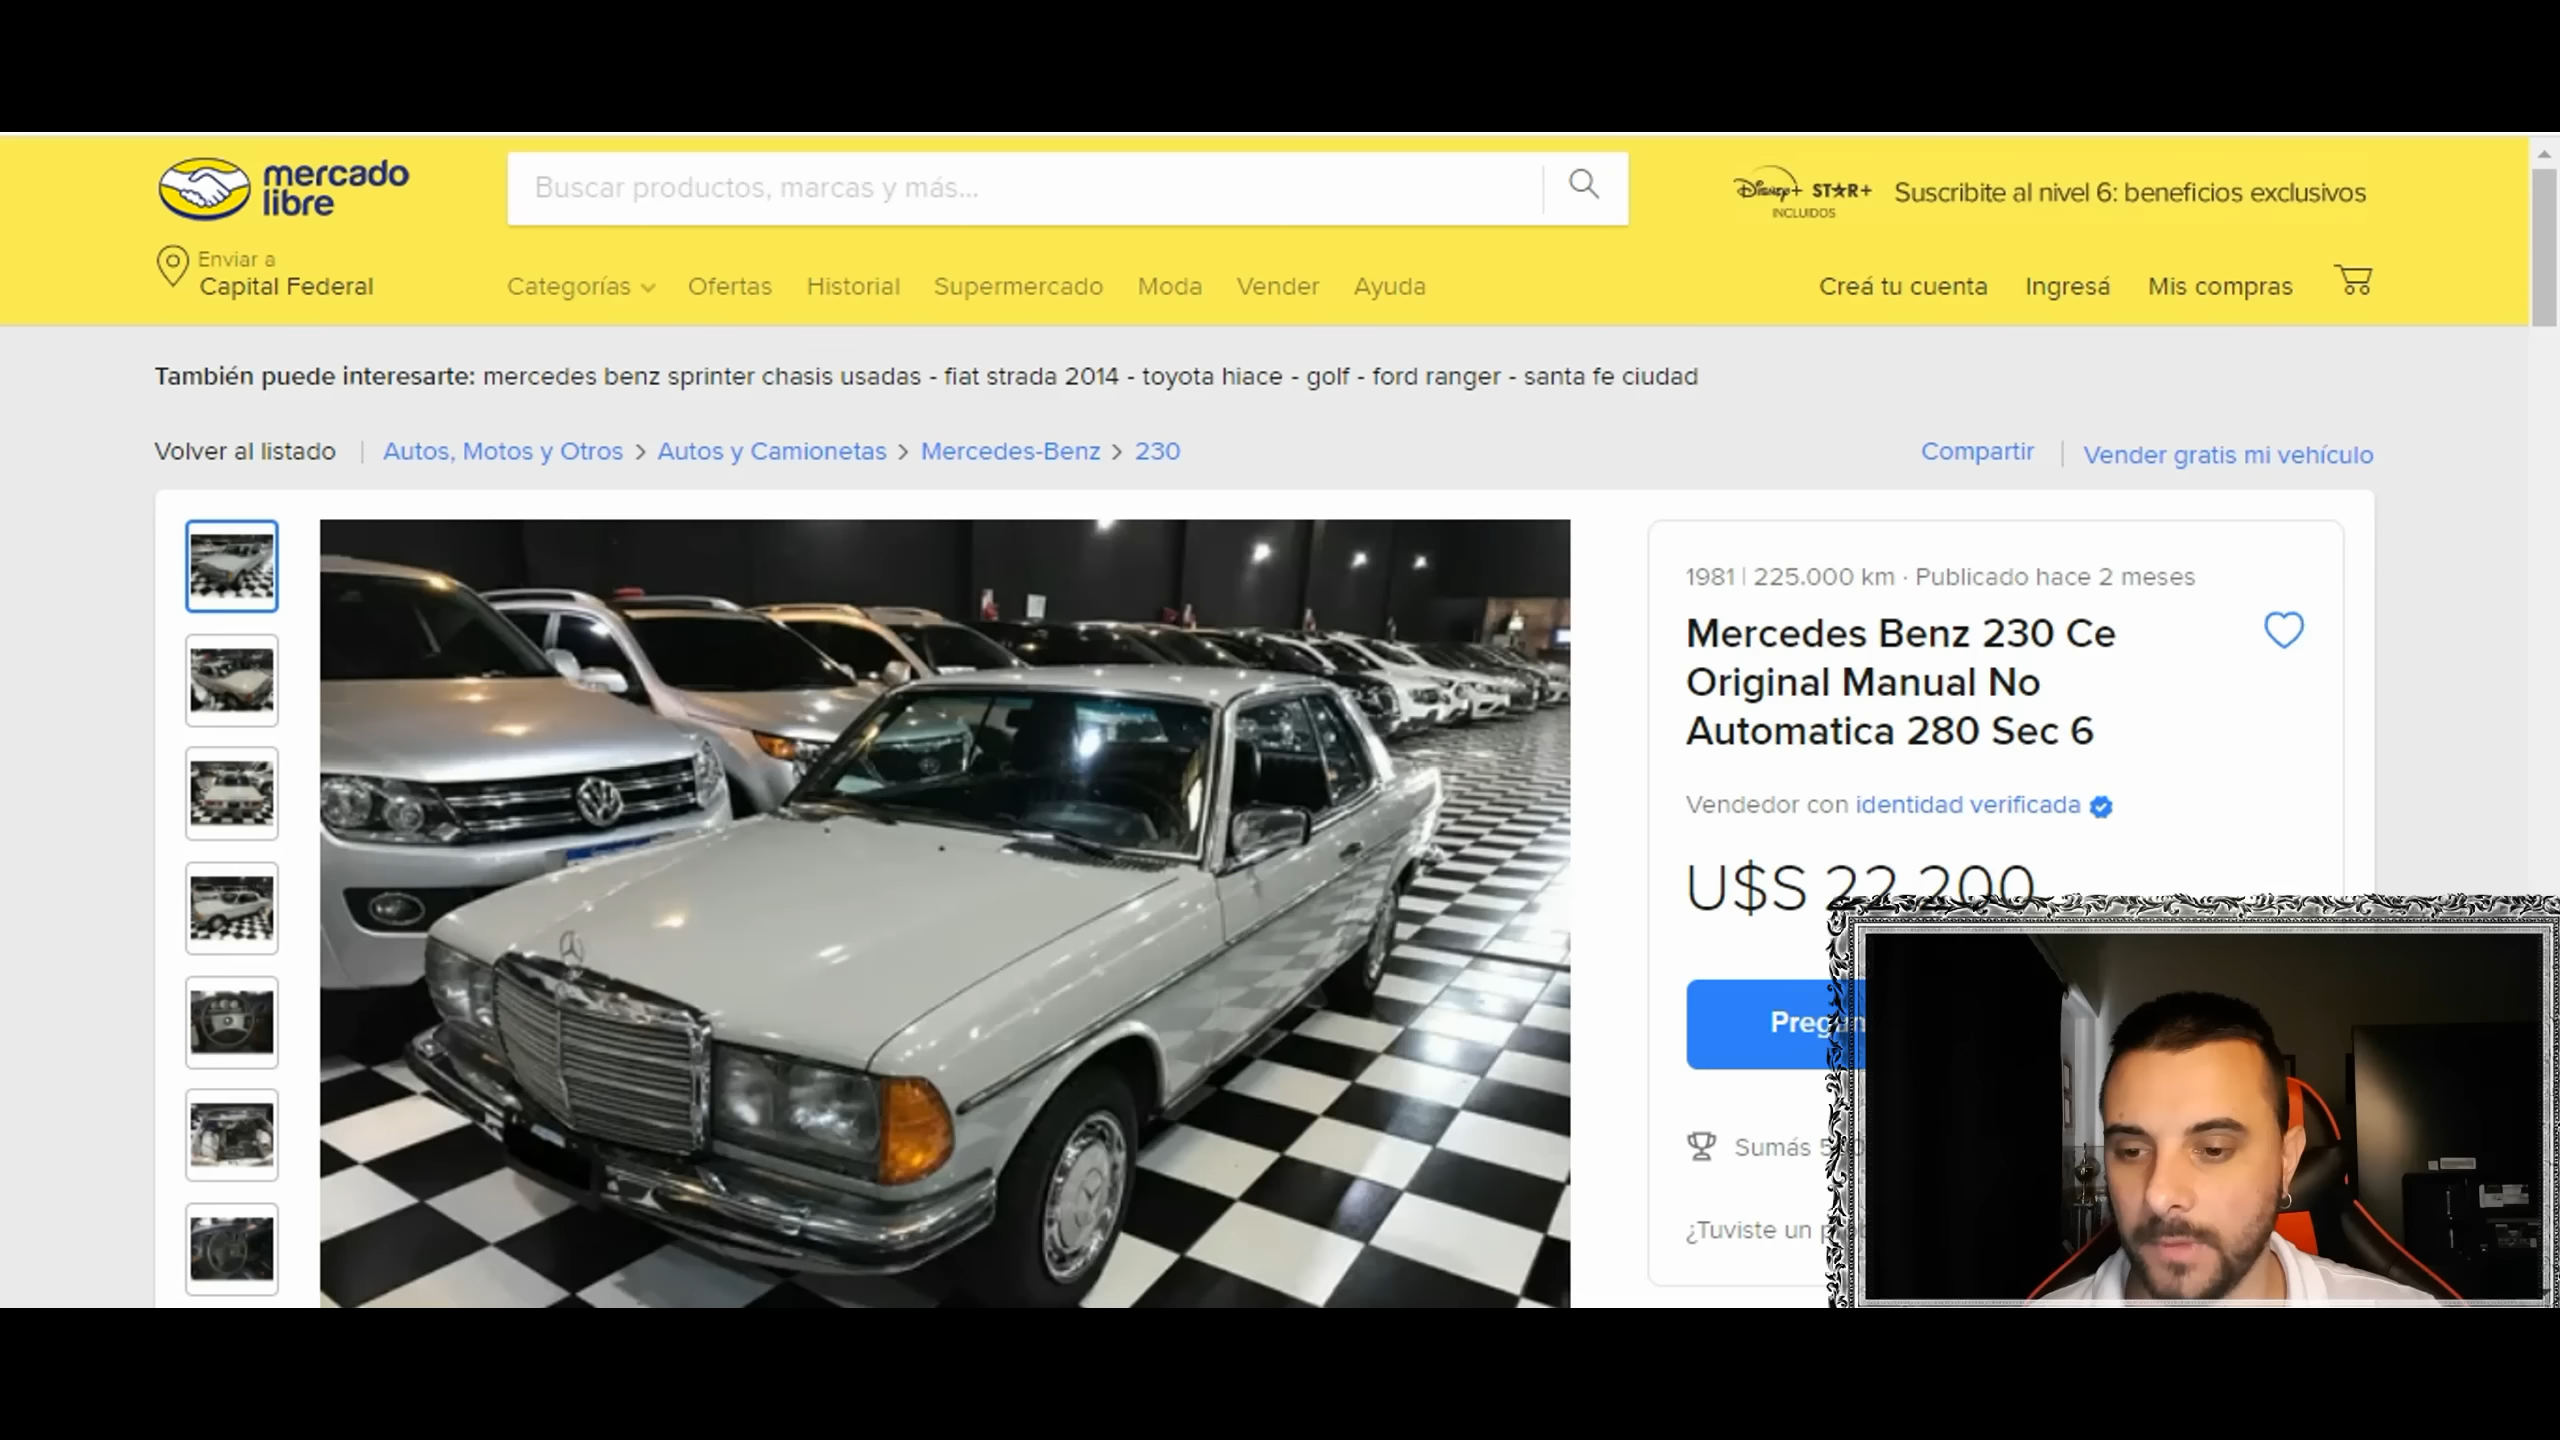 mercado
libre
Buscar productos, marcas y más...
Disney+ STAR+
INCLUIDOS
Suscribite al nivel 6: beneficios exclusivos
Enviar a
Capital Federal
Categorías Ofertas Historial Supermercado Moda Vender Ayuda
Creá tu cuenta Ingresá Mis compras
También puede interesarte: mercedes benz sprinter chasis usadas - fiat strada 2014 - toyota hiace - golf - ford ranger - santa fe ciudad
Volver al listado | Autos, Motos y Otros > Autos y Camionetas > Mercedes-Benz > 230
Compartir | Vender gratis mi vehículo
1981 | 225.000 km · Publicado hace 2 meses
Mercedes Benz 230 Ce
Original Manual No
Automatica 280 Sec 6
Vendedor con identidad verificada
U$S 22.200
Sumás
¿Tuviste un